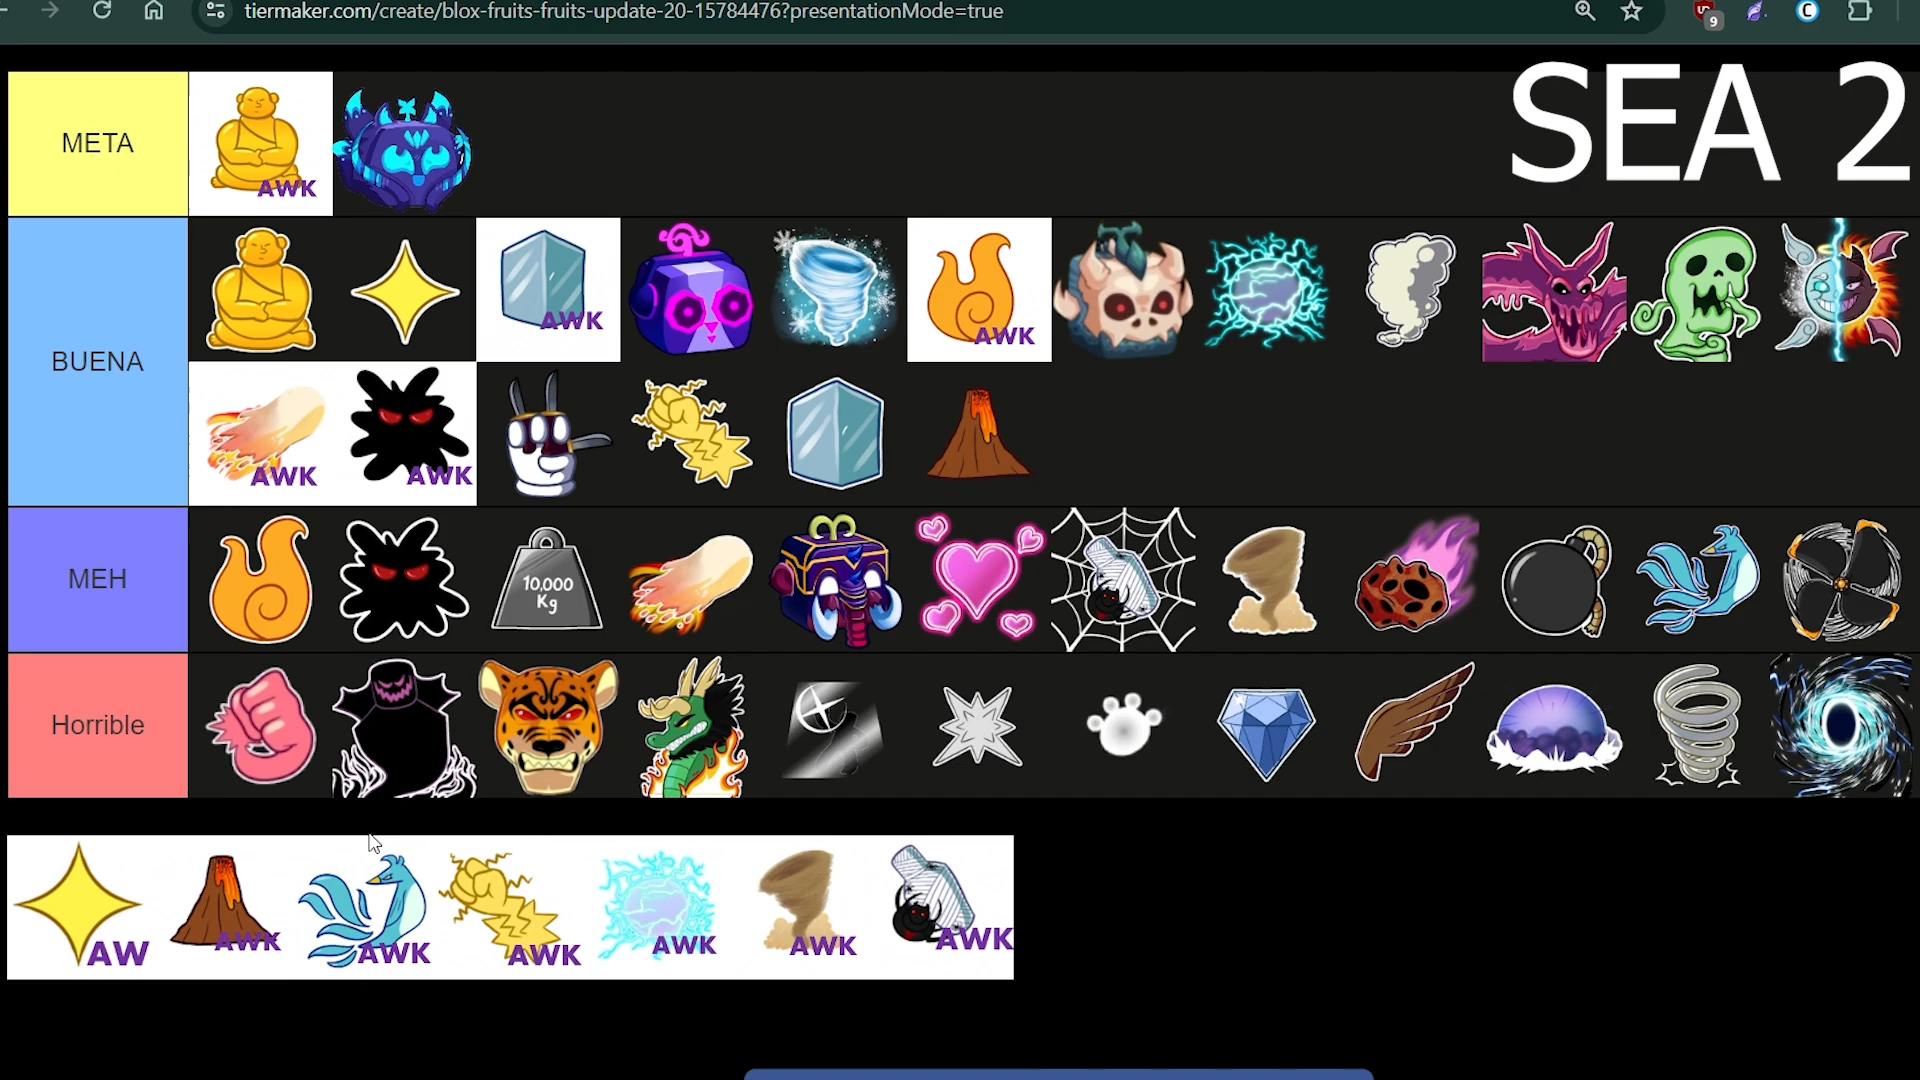 tiermaker.com/create/blox-fruits-fruits-update-20-15784476?presentationMode=true
9
C
SEA 2
META
AWK
BUENA
AWK
AWK
AWK
AWK
MEH
10,000
Kg
Horrible
AW
AWK
AWK
AWK
AWK
AWK
AWK